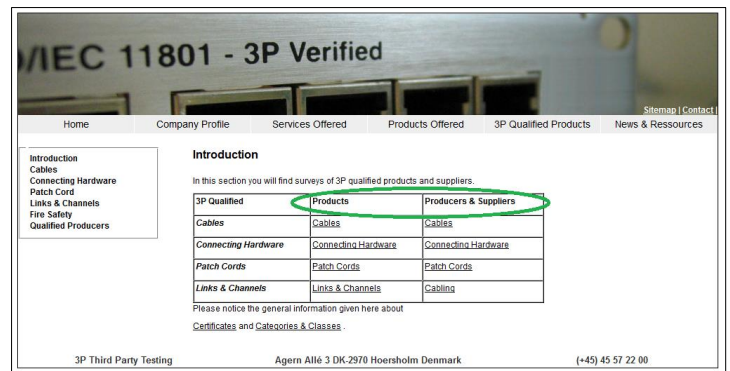 )/IEC 11801 - 3P Verified
Sitemap | Contact |
Home Company Profile Services Offered Products Offered 3P Qualified Products News & Ressources
Introduction
Cables
Connecting Hardware
Patch Cord
Links & Channels
Fire Safety
Qualified Producers
Introduction
In this section you will find surveys of 3P qualified products and suppliers.
3P Qualified Products Producers & Suppliers
Cables Cables Cables
Connecting Hardware Connecting Hardware Connecting Hardware
Patch Cords Patch Cords Patch Cords
Links & Channels Links & Channels Cabling
Please notice the general information given here about
Certificates and Categories & Classes .
3P Third Party Testing Agern Allé 3 DK-2970 Hoersholm Denmark (+45) 45 57 22 00